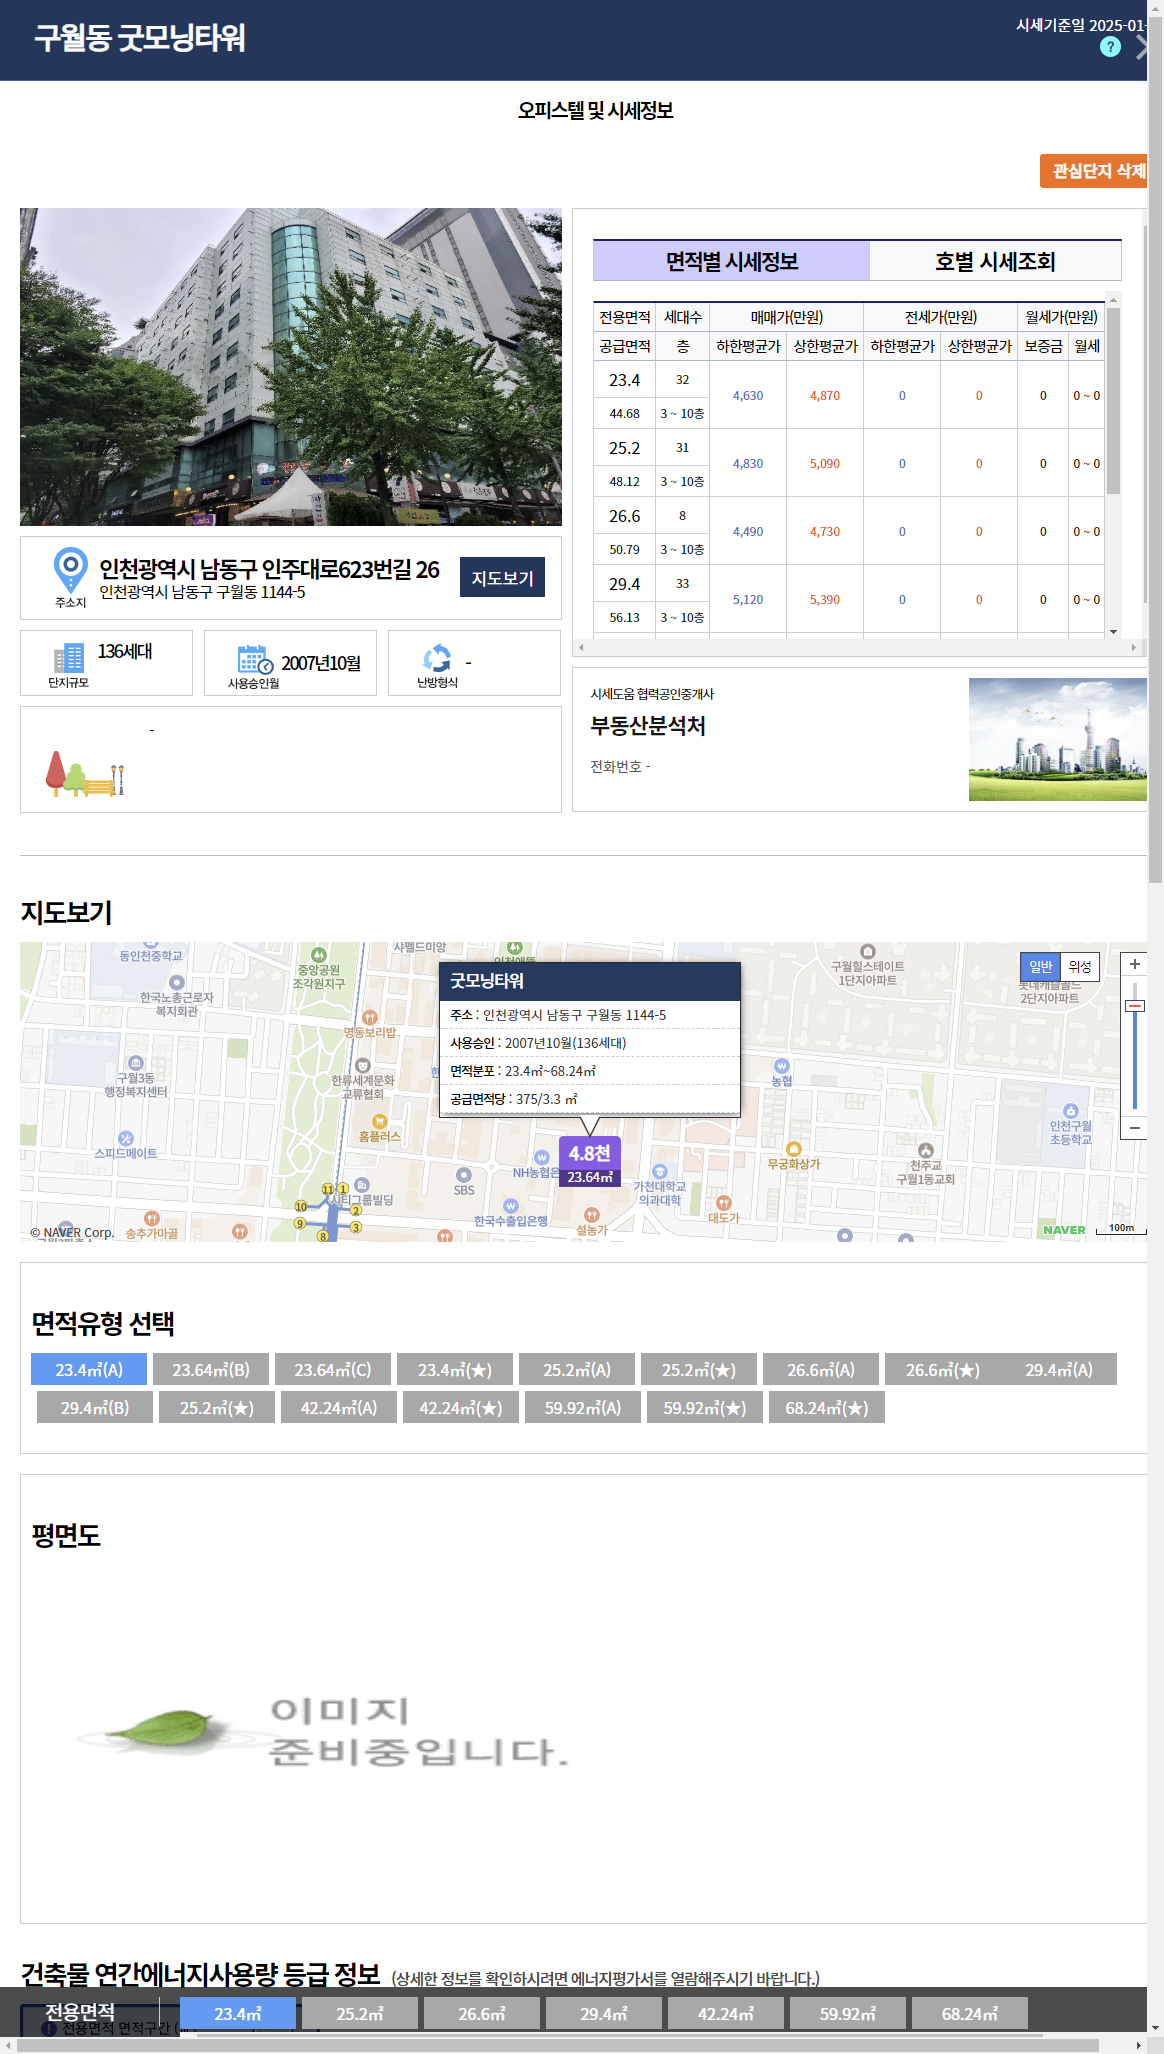 구월동 굿모닝타워
시세기준일 2025-01-
?
오피스텔 및 시세정보
관심단지 삭제
면적별 시세정보 호별 시세조회
전용면적 세대수 매매가(만원) 전세가(만원) 월세가(만원)
공급면적 층 하한평균가 상한평균가 하한평균가 상한평균가 보증금 월세
23.4 32 4,630 4,870 0 0 0 0 ~ 0
44.68 3 ~ 10층
25.2 31 4,830 5,090 0 0 0 0 ~ 0
48.12 3 ~ 10층
26.6 8 4,490 4,730 0 0 0 0 ~ 0
50.79 3 ~ 10층
29.4 33 5,120 5,390 0 0 0 0 ~ 0
56.13 3 ~ 10층
주소지
인천광역시 남동구 인주대로623번길 26
인천광역시 남동구 구월동 1144-5
지도보기
136세대
단지규모
2007년10월
사용승인월
-
난방형식
-
시세도움 협력공인중개사
부동산분석처
전화번호 -
지도보기
동인천중학교
한국노총근로자
복지회관
중앙공원
조각원지구
샤펠드미앙
명동보리밥
한류세계문화
교류협회
홈플러스
구월3동
행정복지센터
스피드메이트
굿모닝타워
주소 : 인천광역시 남동구 구월동 1144-5
사용승인 : 2007년10월(136세대)
면적분포 : 23.4㎡~68.24㎡
공급면적당 : 375/3.3 ㎡
4.8천
23.64㎡
구월힐스테이트
1단지아파트
일반 위성
롯데캐슬골드
2단지아파트
농협
인천구월
초등학교
무궁화상가
천주교
구월1동교회
NH농협은
SBS
가천대학교
의과대학
한국수출입은행
설농가
대도가
시티그룹빌딩
11 1
10 2
9 3
8
송추가마골
© NAVER Corp.
NAVER
100m
면적유형 선택
23.4㎡(A) 23.64㎡(B) 23.64㎡(C) 23.4㎡(★) 25.2㎡(A) 25.2㎡(★) 26.6㎡(A) 26.6㎡(★) 29.4㎡(A)
29.4㎡(B) 25.2㎡(★) 42.24㎡(A) 42.24㎡(★) 59.92㎡(A) 59.92㎡(★) 68.24㎡(★)
평면도
이미지
준비중입니다.
건축물 연간에너지사용량 등급 정보 (상세한 정보를 확인하시려면 에너지평가서를 열람해주시기 바랍니다.)
전용면적 23.4㎡ 25.2㎡ 26.6㎡ 29.4㎡ 42.24㎡ 59.92㎡ 68.24㎡
전용면적 면적구간